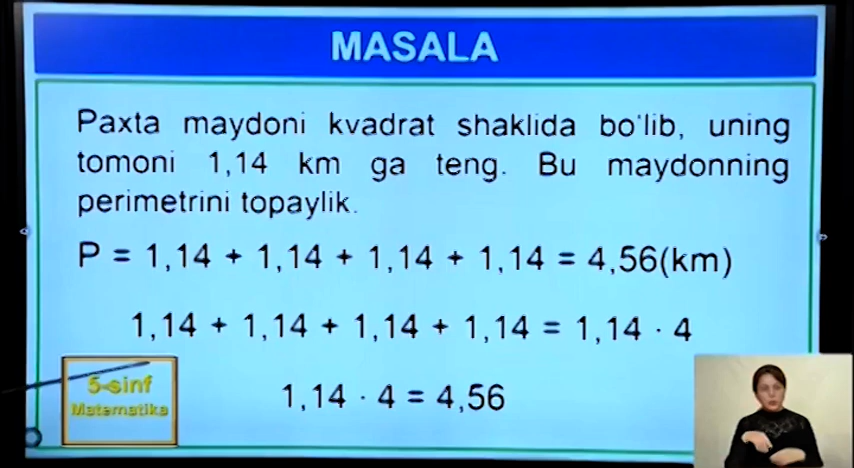 MASALA
Paxta maydoni kvadrat shaklida bo'lib, uning
tomoni 1,14 km ga teng. Bu maydonning
perimetrini topaylik.
P = 1,14 + 1,14 + 1,14 + 1,14 = 4,56(km)
1,14 + 1,14 + 1,14 + 1,14 = 1,14 · 4
1,14 · 4 = 4,56
5-sinf
Matematika